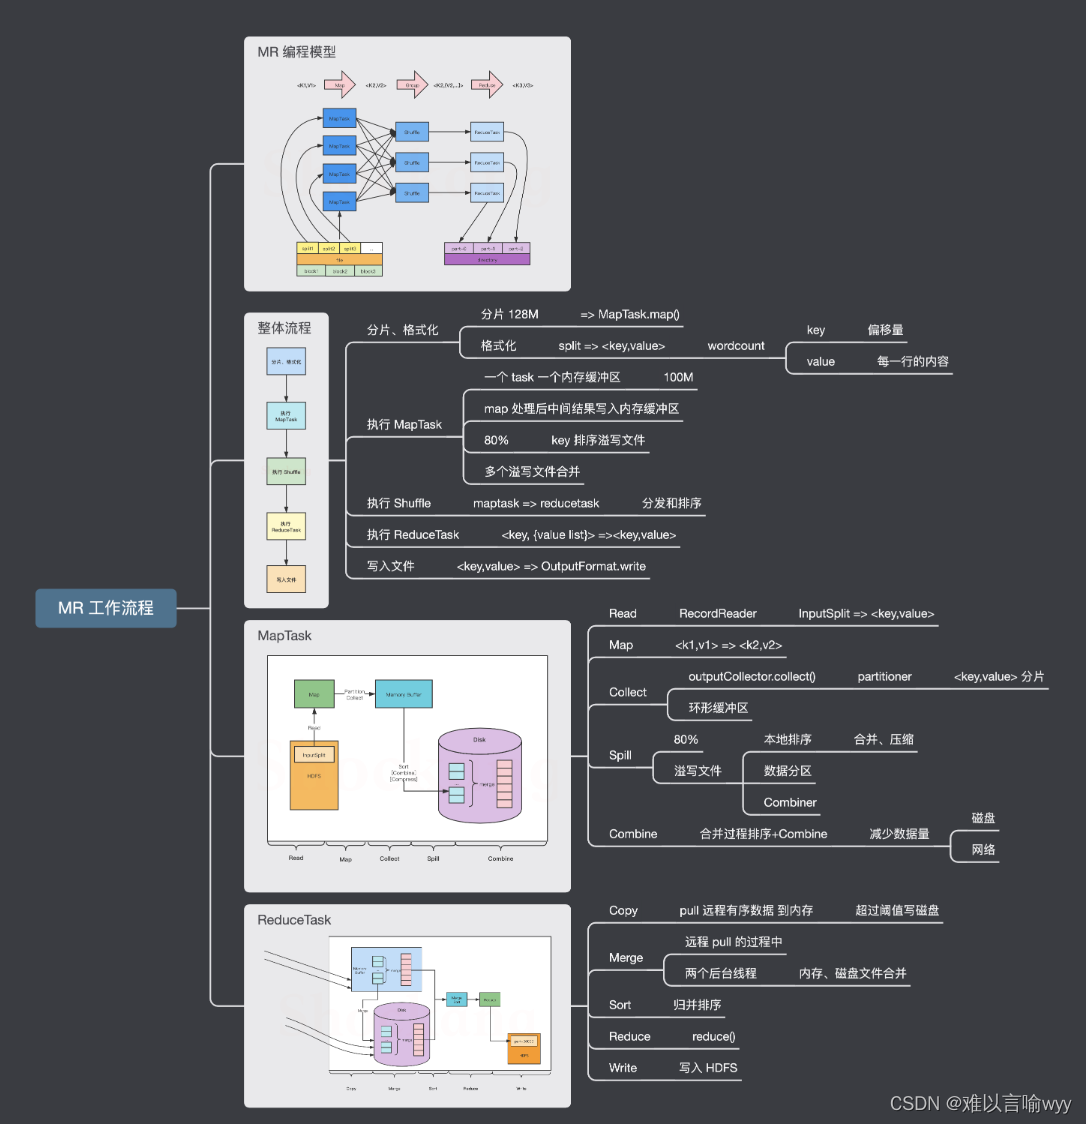 MR 编程模型
<K1,V1> Map <K2,V2> Group <K2,{V2,...}> Reduce <K3,V3>
MapTask
MapTask
MapTask
MapTask
Shuffle
Shuffle
Shuffle
ReduceTask
ReduceTask
ReduceTask
split1 split2 split3 ...
file
block1 block2 block3
part-0 part-1 part-2
directory
MR 工作流程
整体流程
分片、格式化
执行
MapTask
执行 Shuffle
执行
ReduceTask
写入文件
分片、格式化
分片 128M => MapTask.map()
格式化 split => <key,value> wordcount
key 偏移量
value 每一行的内容
执行 MapTask
一个 task 一个内存缓冲区 100M
map 处理后中间结果写入内存缓冲区
80% key 排序溢写文件
多个溢写文件合并
执行 Shuffle maptask => reducetask 分发和排序
执行 ReduceTask <key, {value list}> =><key,value>
写入文件 <key,value> => OutputFormat.write
MapTask
Map
Partition
Collect
Memory Buffer
Read
InputSplit
HDFS
Sort
[Combine]
[Compress]
Disk
...
merge
Read Map Collect Spill Combine
Read RecordReader InputSplit => <key,value>
Map <k1,v1> => <k2,v2>
Collect
outputCollector.collect() partitioner <key,value> 分片
环形缓冲区
Spill
80%
溢写文件
本地排序 合并、压缩
数据分区
Combiner
Combine 合并过程排序+Combine 减少数据量
磁盘
网络
ReduceTask
Memory
Buffer
merge
Merge
Disk
merge
Merge
Sort
Reduce
HDFS
Copy Merge Sort Reduce Write
Copy pull 远程有序数据 到内存 超过阈值写磁盘
Merge
远程 pull 的过程中
两个后台线程 内存、磁盘文件合并
Sort 归并排序
Reduce reduce()
Write 写入 HDFS
CSDN @难以言喻wyy